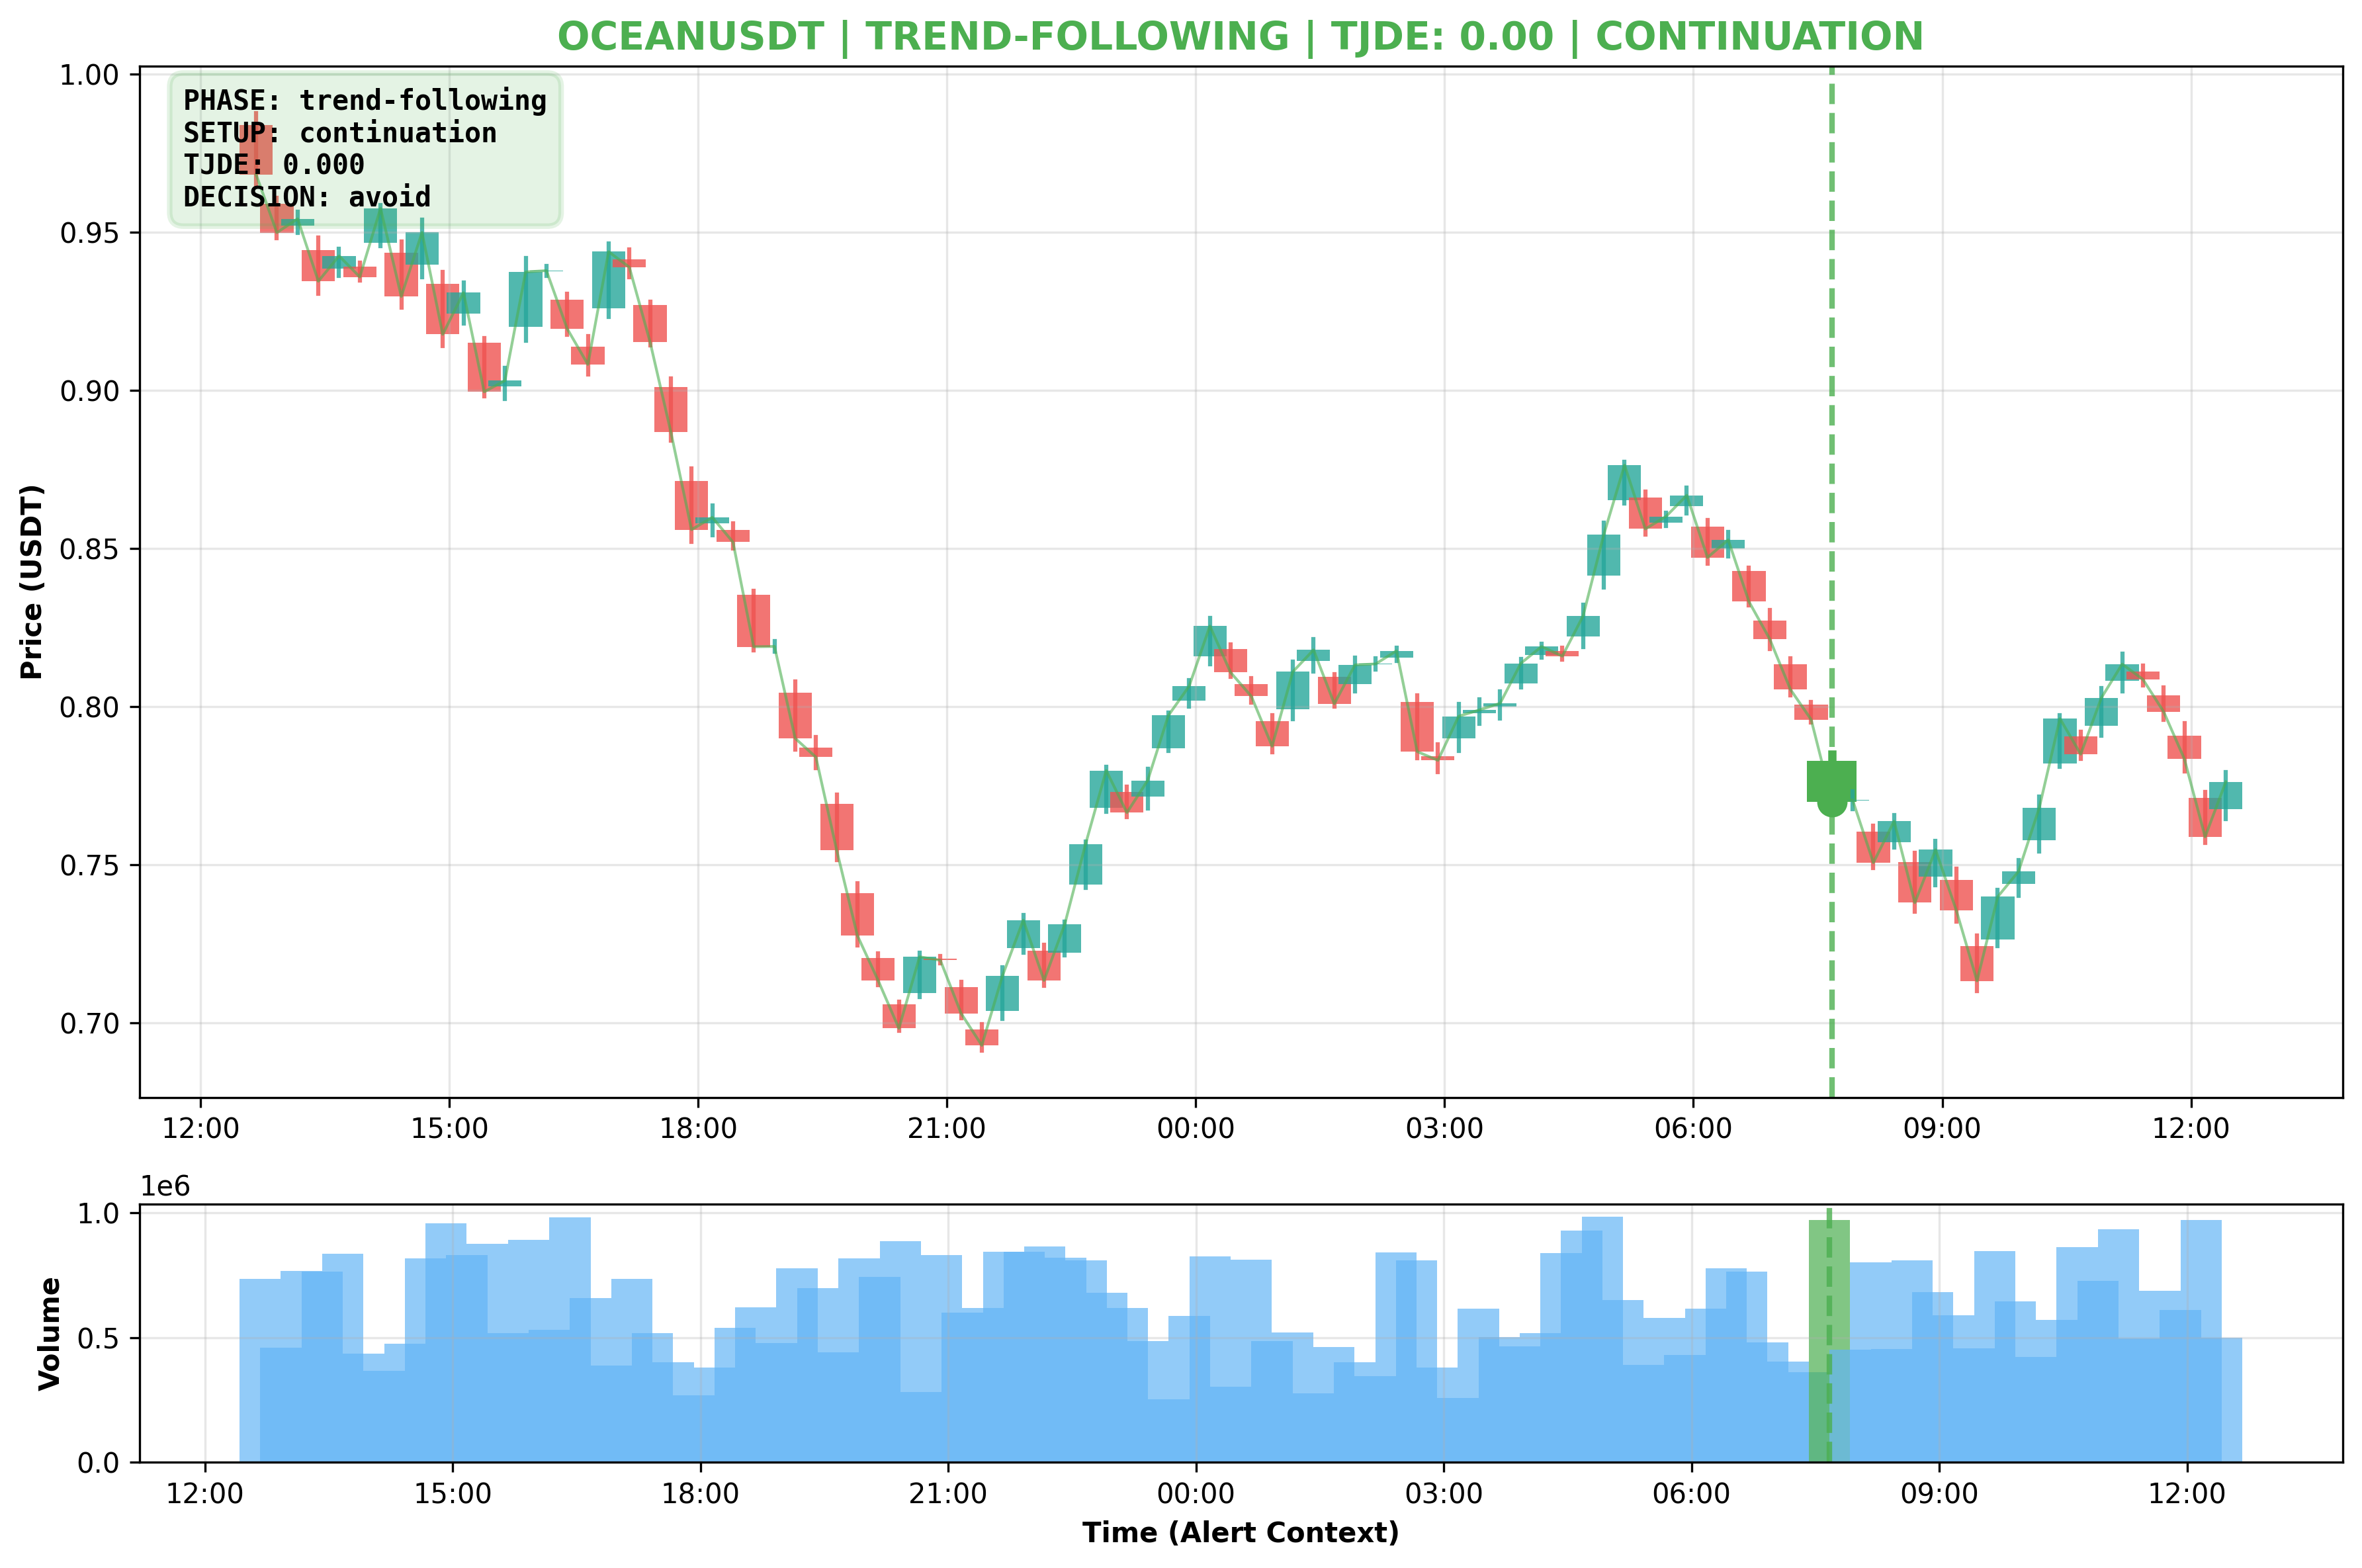 OCEANUSDT | TREND-FOLLOWING | TJDE: 0.00 | CONTINUATION
PHASE: trend-following
SETUP: continuation
TJDE: 0.000
DECISION: avoid
Price (USDT)
1.00
0.95
0.90
0.85
0.80
0.75
0.70
12:00 15:00 18:00 21:00 00:00 03:00 06:00 09:00 12:00
1e6
Volume
1.0
0.5
0.0
12:00 15:00 18:00 21:00 00:00 03:00 06:00 09:00 12:00
Time (Alert Context)